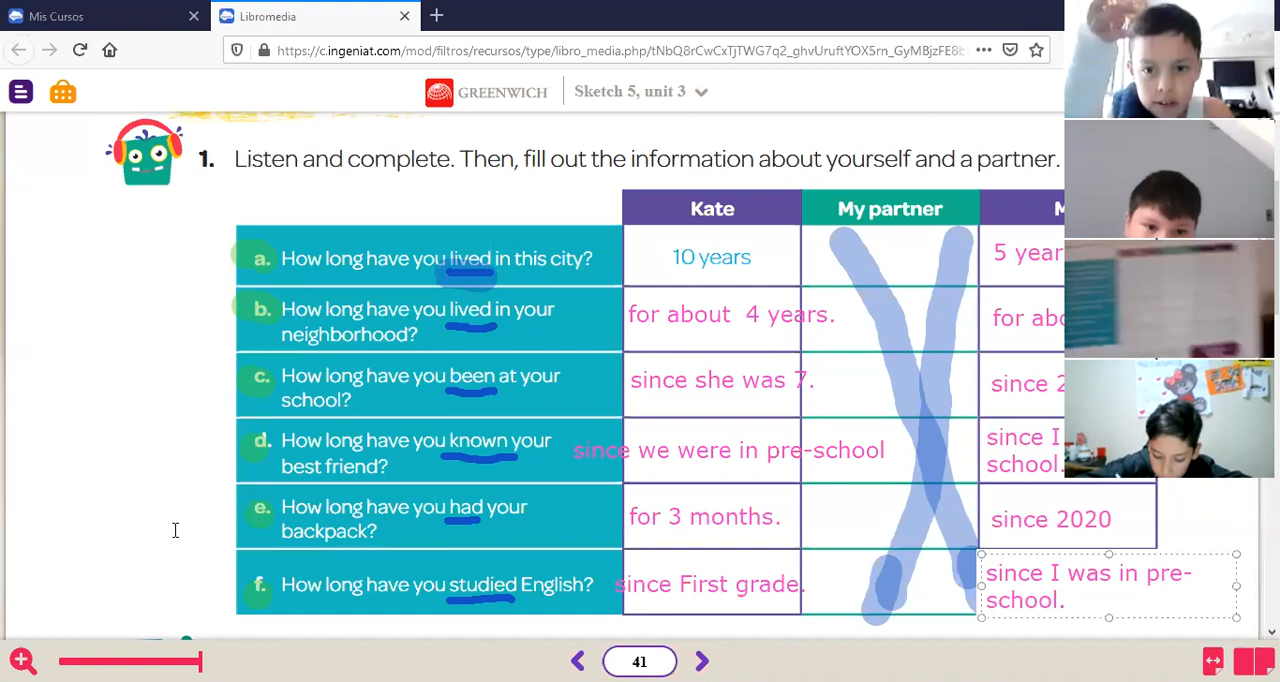 Mis Cursos
Libromedia
https://c.ingeniat.com/mod/filtros/recursos/type/libro_media.php/tNbQ8rCwCxTjTWG7q2_ghvUruftYOX5rn_GyMBjzFE8b
GREENWICH
Sketch 5, unit 3
1. Listen and complete. Then, fill out the information about yourself and a partner.
Kate My partner M
a. How long have you lived in this city? 10 years 5 year
b. How long have you lived in your
neighborhood?
for about 4 years. for abo
c. How long have you been at your
school?
since she was 7. since 2
d. How long have you known your
best friend?
since we were in pre-school
since I
school.
e. How long have you had your
backpack?
for 3 months. since 2020
f. How long have you studied English? since First grade.
since I was in pre-
school.
41